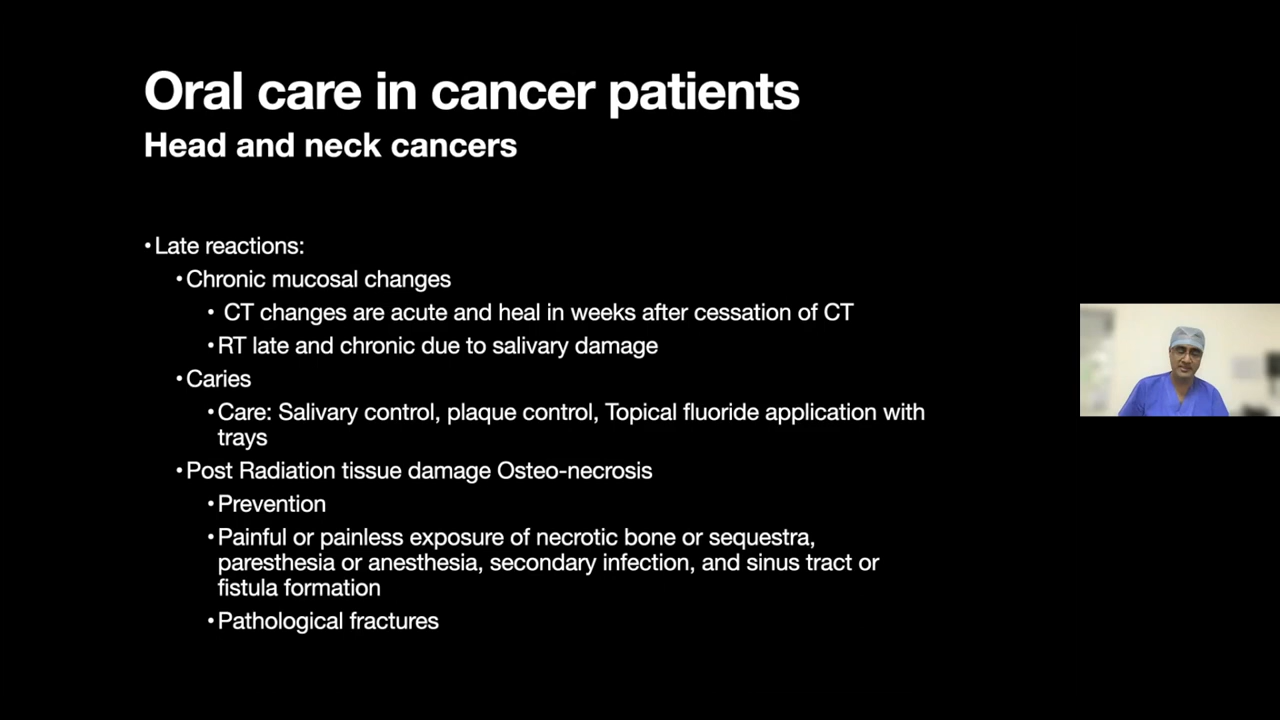 Oral care in cancer patients
Head and neck cancers
•Late reactions:
•Chronic mucosal changes
• CT changes are acute and heal in weeks after cessation of CT
•RT late and chronic due to salivary damage
•Caries
•Care: Salivary control, plaque control, Topical fluoride application with
trays
•Post Radiation tissue damage Osteo-necrosis
•Prevention
•Painful or painless exposure of necrotic bone or sequestra,
paresthesia or anesthesia, secondary infection, and sinus tract or
fistula formation
•Pathological fractures